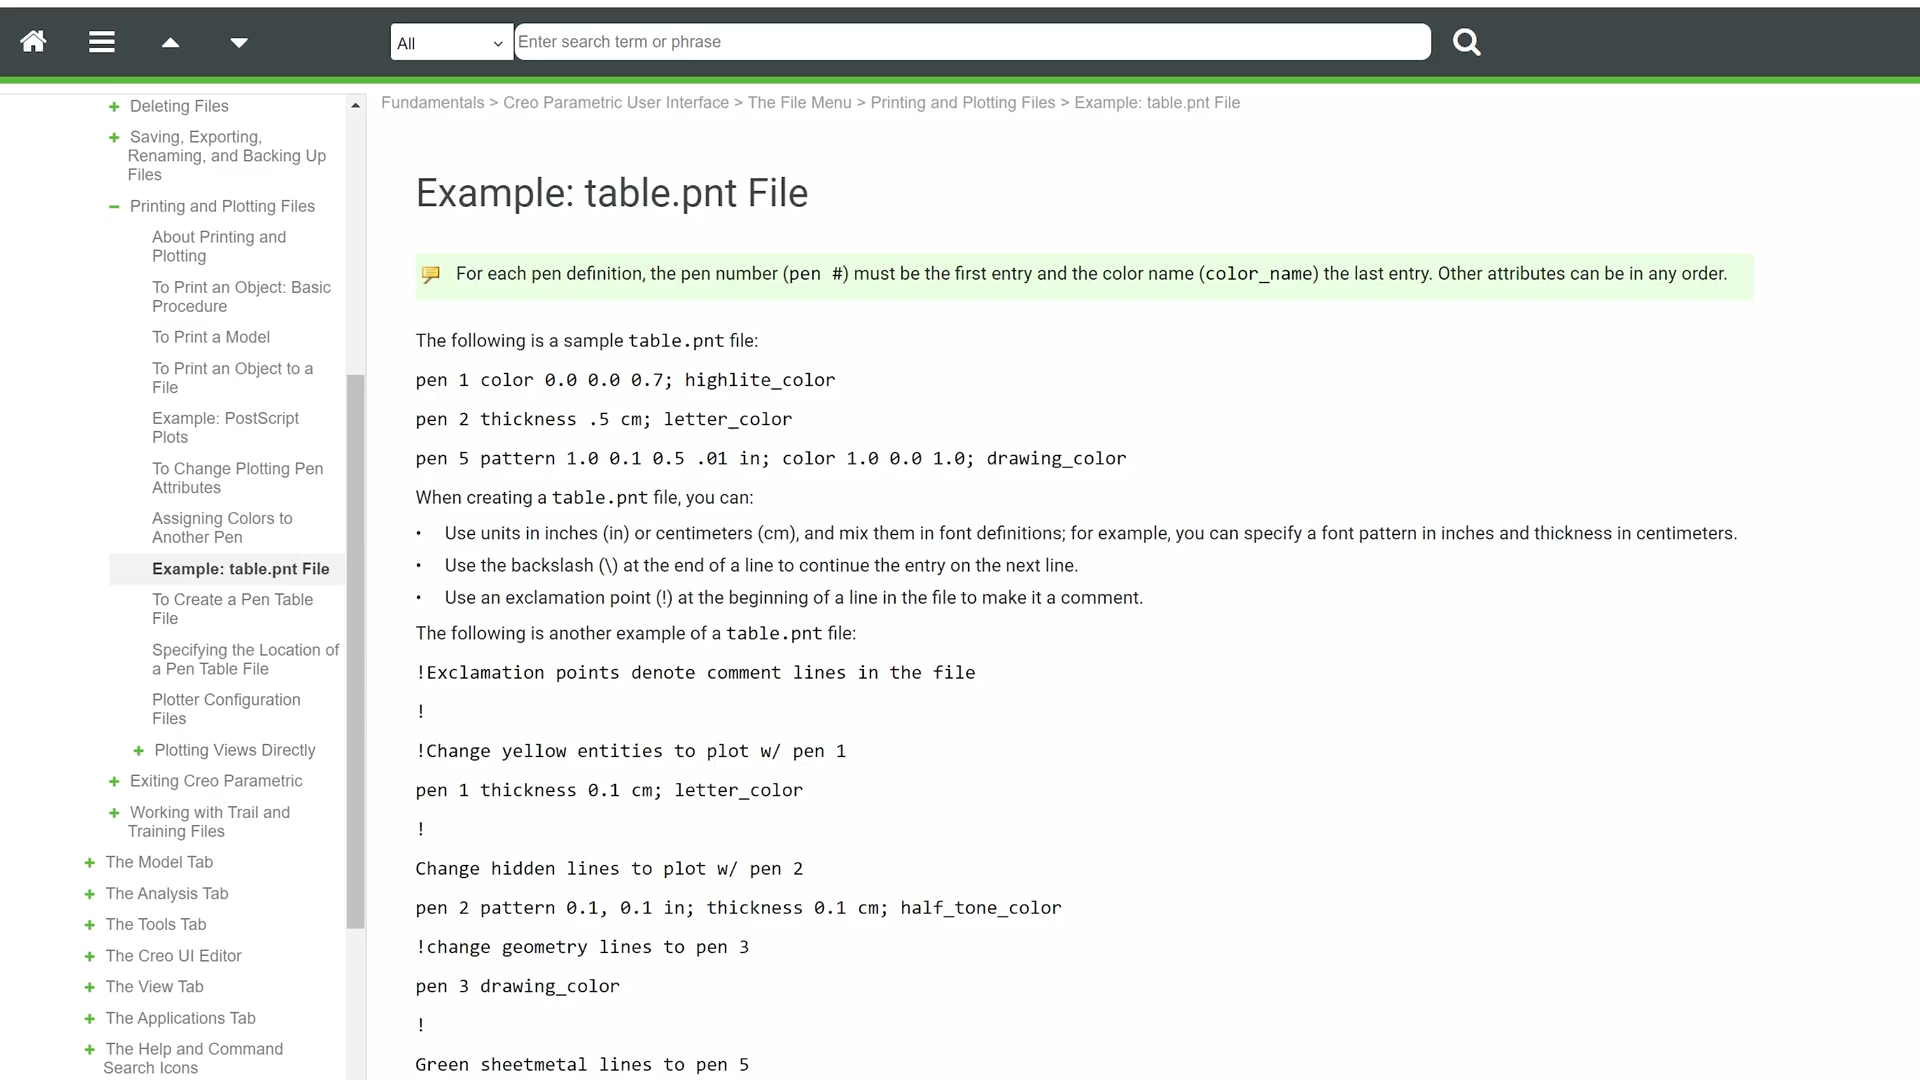 All
Enter search term or phrase
Deleting Files
Saving, Exporting,
Renaming, and Backing Up
Files
Printing and Plotting Files
About Printing and
Plotting
To Print an Object: Basic
Procedure
To Print a Model
To Print an Object to a
File
Example: PostScript
Plots
To Change Plotting Pen
Attributes
Assigning Colors to
Another Pen
Example: table.pnt File
To Create a Pen Table
File
Specifying the Location of
a Pen Table File
Plotter Configuration
Files
Plotting Views Directly
Exiting Creo Parametric
Working with Trail and
Training Files
The Model Tab
The Analysis Tab
The Tools Tab
The Creo UI Editor
The View Tab
The Applications Tab
The Help and Command
Search Icons
Fundamentals > Creo Parametric User Interface > The File Menu > Printing and Plotting Files > Example: table.pnt File
Example: table.pnt File
For each pen definition, the pen number (pen #) must be the first entry and the color name (color_name) the last entry. Other attributes can be in any order.
The following is a sample table.pnt file:
pen 1 color 0.0 0.0 0.7; highlite_color
pen 2 thickness .5 cm; letter_color
pen 5 pattern 1.0 0.1 0.5 .01 in; color 1.0 0.0 1.0; drawing_color
When creating a table.pnt file, you can:
• Use units in inches (in) or centimeters (cm), and mix them in font definitions; for example, you can specify a font pattern in inches and thickness in centimeters.
• Use the backslash (\) at the end of a line to continue the entry on the next line.
• Use an exclamation point (!) at the beginning of a line in the file to make it a comment.
The following is another example of a table.pnt file:
!Exclamation points denote comment lines in the file
!
!Change yellow entities to plot w/ pen 1
pen 1 thickness 0.1 cm; letter_color
!
Change hidden lines to plot w/ pen 2
pen 2 pattern 0.1, 0.1 in; thickness 0.1 cm; half_tone_color
!change geometry lines to pen 3
pen 3 drawing_color
!
Green sheetmetal lines to pen 5